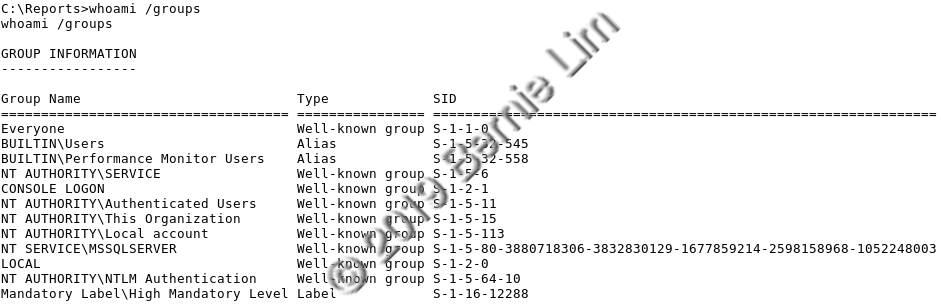 C:\Reports>whoami /groups
whoami /groups
GROUP INFORMATION
-----------------
Group Name Type SID
==================================== ================ ===============================================================
Everyone Well-known group S-1-1-0
BUILTIN\Users Alias S-1-5-32-545
BUILTIN\Performance Monitor Users Alias S-1-5-32-558
NT AUTHORITY\SERVICE Well-known group S-1-5-6
CONSOLE LOGON Well-known group S-1-2-1
NT AUTHORITY\Authenticated Users Well-known group S-1-5-11
NT AUTHORITY\This Organization Well-known group S-1-5-15
NT AUTHORITY\Local account Well-known group S-1-5-113
NT SERVICE\MSSQLSERVER Well-known group S-1-5-80-3880718306-3832830129-1677859214-2598158968-1052248003
LOCAL Well-known group S-1-2-0
NT AUTHORITY\NTLM Authentication Well-known group S-1-5-64-10
Mandatory Label\High Mandatory Level Label S-1-16-12288
© 2019 Bernie Lim